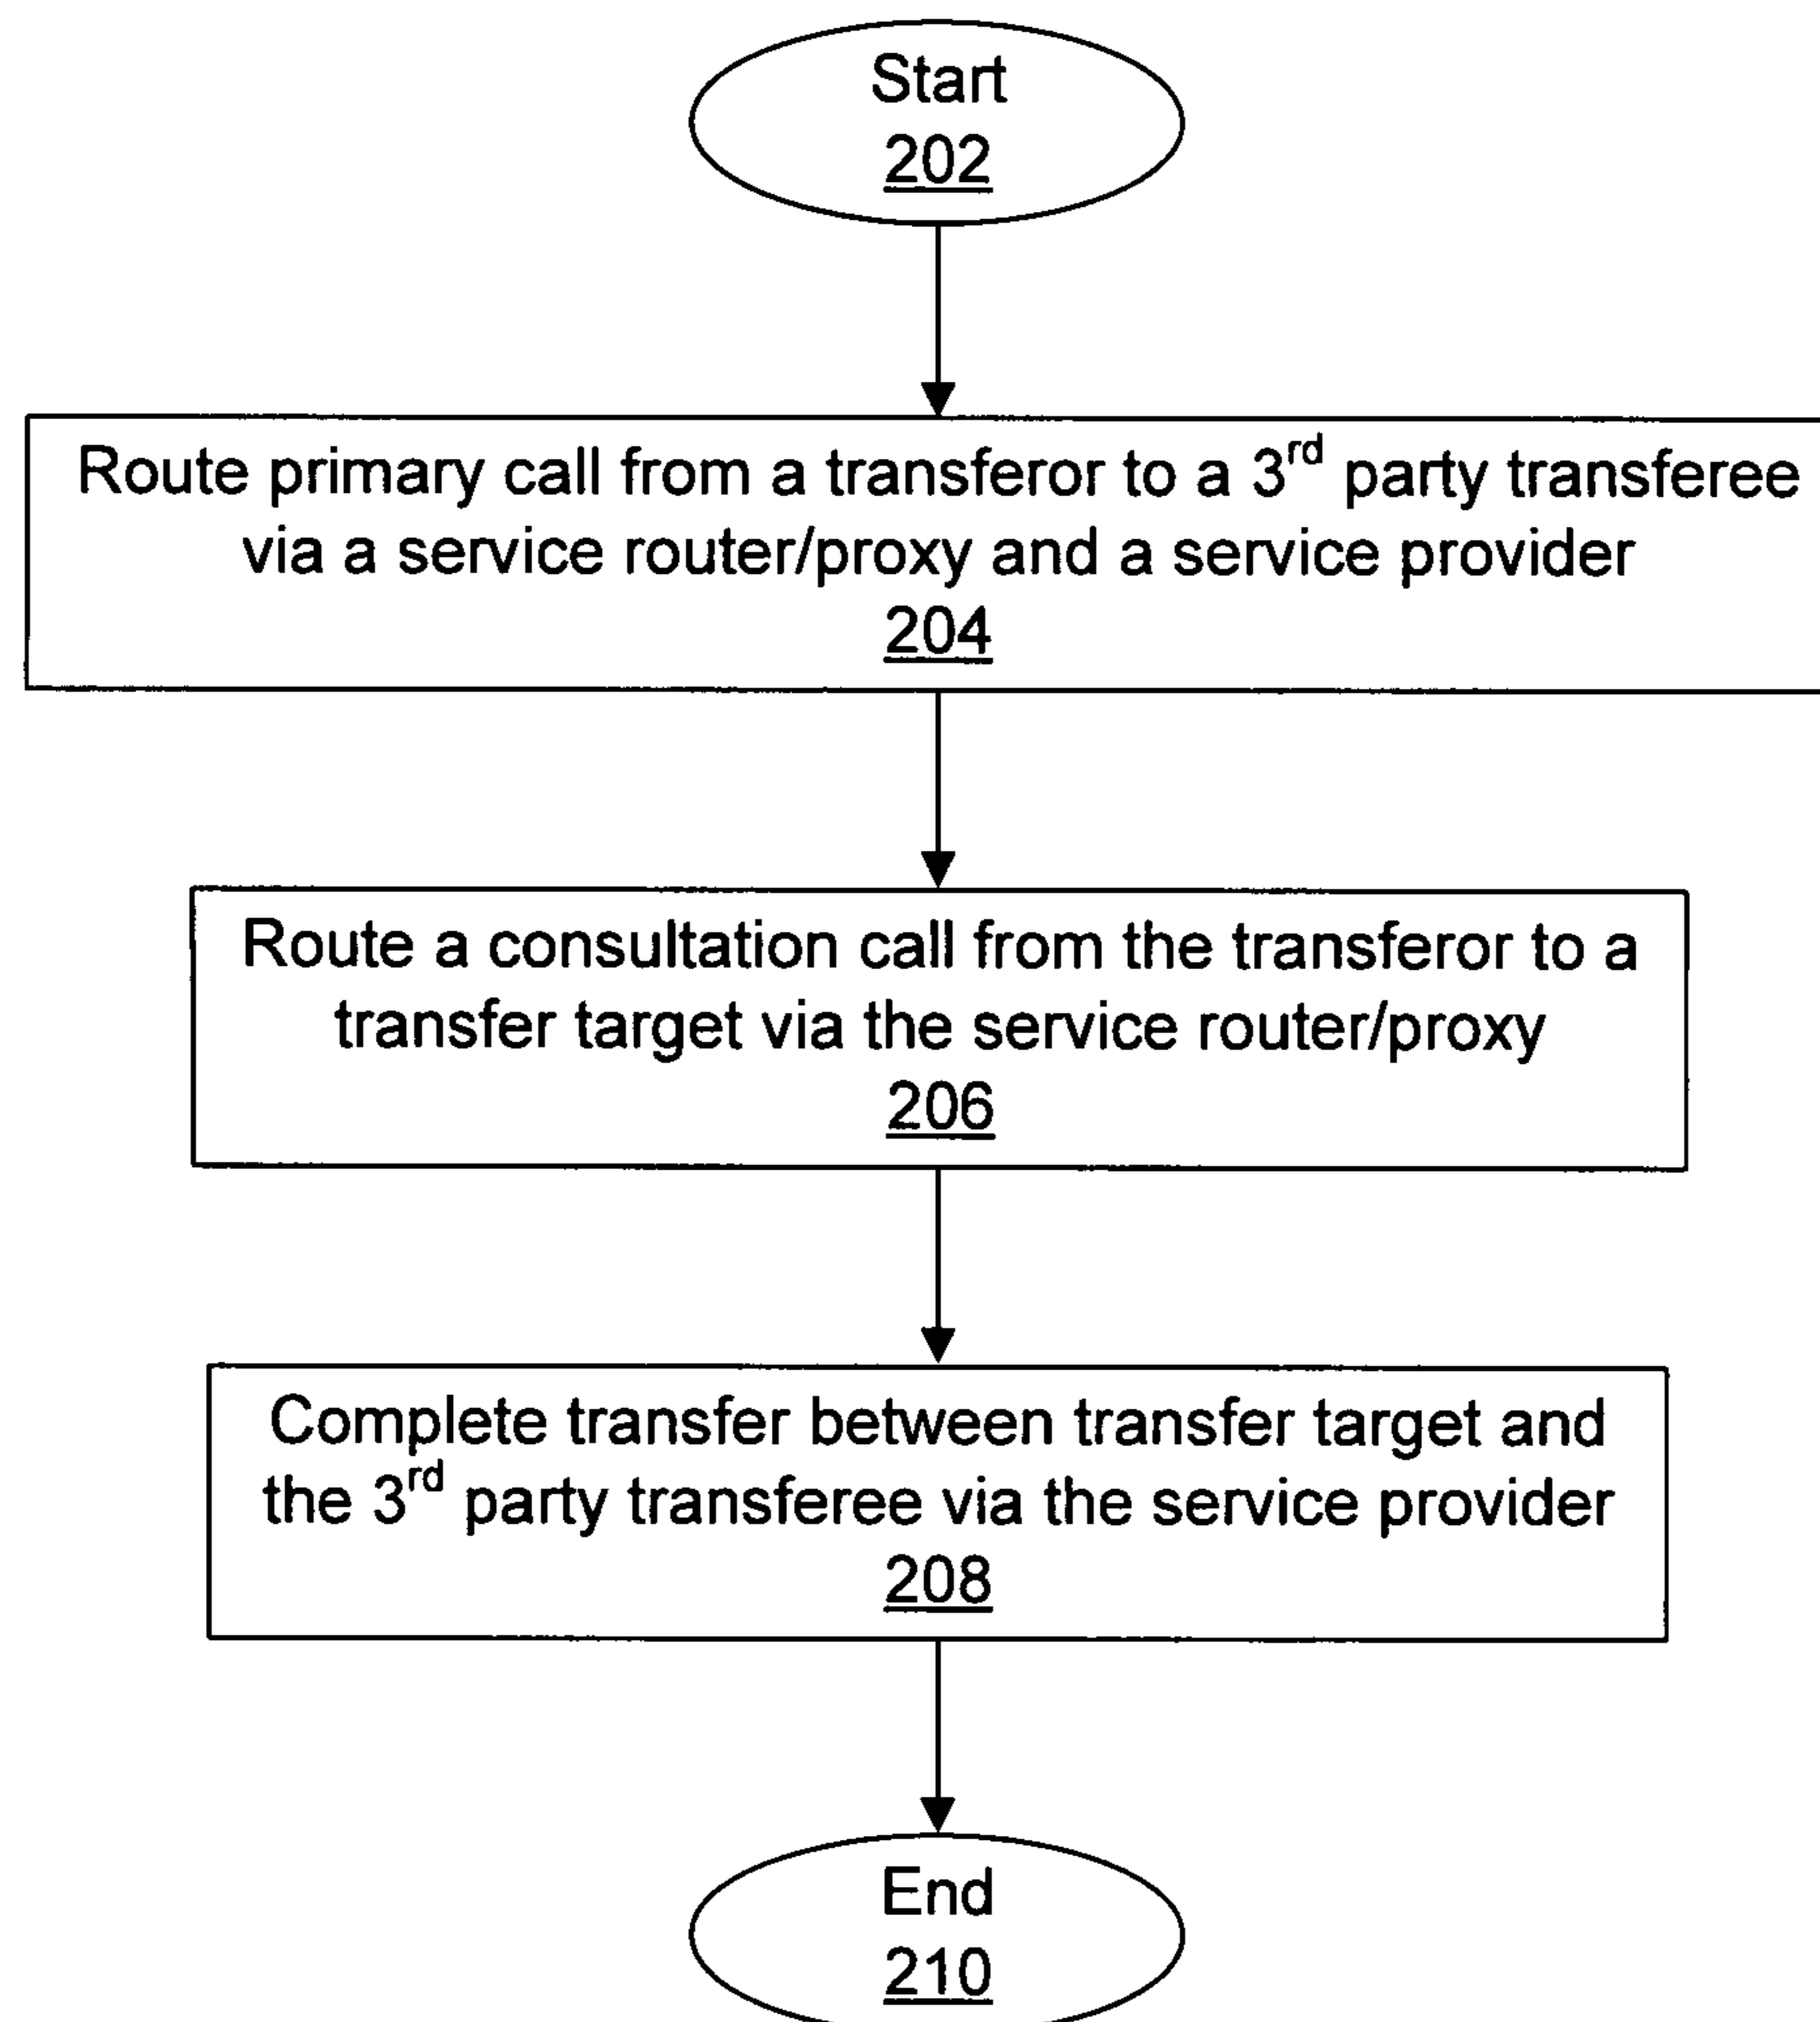 Start
202
Route primary call from a transferor to a 3rd party transferee
via a service router/proxy and a service provider
204
Route a consultation call from the transferor to a
transfer target via the service router/proxy
206
Complete transfer between transfer target and
the 3rd party transferee via the service provider
208
End
210